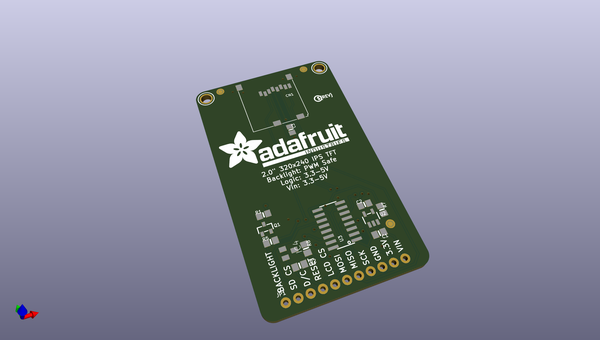 adafruit
INDUSTRIES
2.0" 320x240 IPS TFT
Backlight: PWM Safe
Logic: 3.3-5V
Vin: 3.3-5V
BACKLIGHT
SD CS
D/C
RESET
LCD CS
MOSI
MISO
SCK
GND
3.3V
VIN